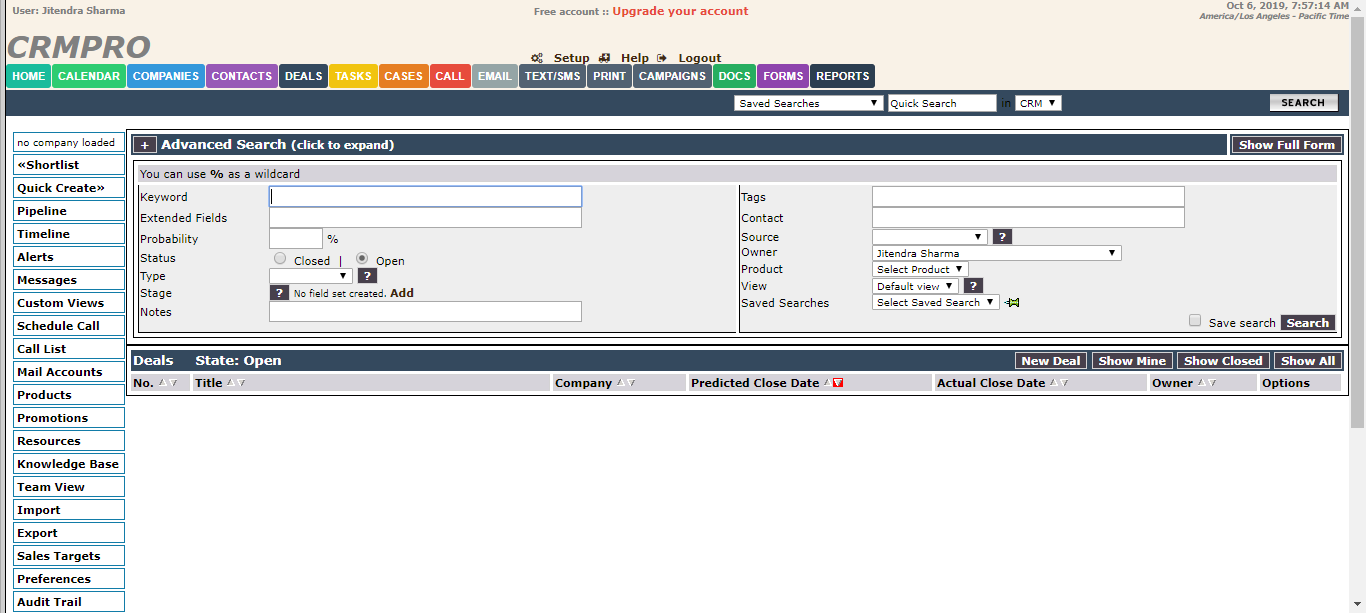 User: Jitendra Sharma
Free account :: Upgrade your account
Oct 6, 2019, 7:57:14 AM
America/Los Angeles - Pacific Time
CRMPRO
Setup Help Logout
HOME CALENDAR COMPANIES CONTACTS DEALS TASKS CASES CALL EMAIL TEXT/SMS PRINT CAMPAIGNS DOCS FORMS REPORTS
Saved Searches Quick Search in CRM SEARCH
no company loaded
«Shortlist
Quick Create»
Pipeline
Timeline
Alerts
Messages
Custom Views
Schedule Call
Call List
Mail Accounts
Products
Promotions
Resources
Knowledge Base
Team View
Import
Export
Sales Targets
Preferences
Audit Trail
+ Advanced Search (click to expand) Show Full Form
You can use % as a wildcard
Keyword
Extended Fields
Probability %
Status Closed | Open
Type ?
Stage ? No field set created. Add
Notes
Tags
Contact
Source ?
Owner Jitendra Sharma
Product Select Product
View Default view ?
Saved Searches Select Saved Search
Save search Search
Deals State: Open New Deal Show Mine Show Closed Show All
No. Title Company Predicted Close Date Actual Close Date Owner Options